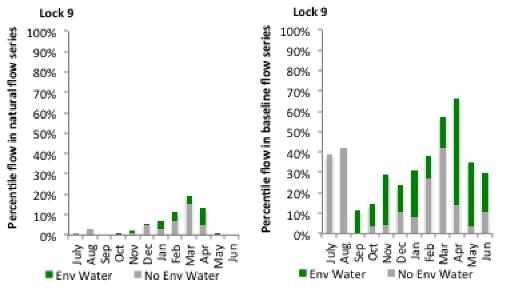 Lock 9
Percentile flow in natural flow series
100%
90%
80%
70%
60%
50%
40%
30%
20%
10%
0%
July
Aug
Sep
Oct
Nov
Dec
Jan
Feb
Mar
Apr
May
Jun
Env Water
No Env Water
Lock 9
Percentile flow in baseline flow series
100%
90%
80%
70%
60%
50%
40%
30%
20%
10%
0%
July
Aug
Sep
Oct
Nov
Dec
Jan
Feb
Mar
Apr
May
Jun
Env Water
No Env Water